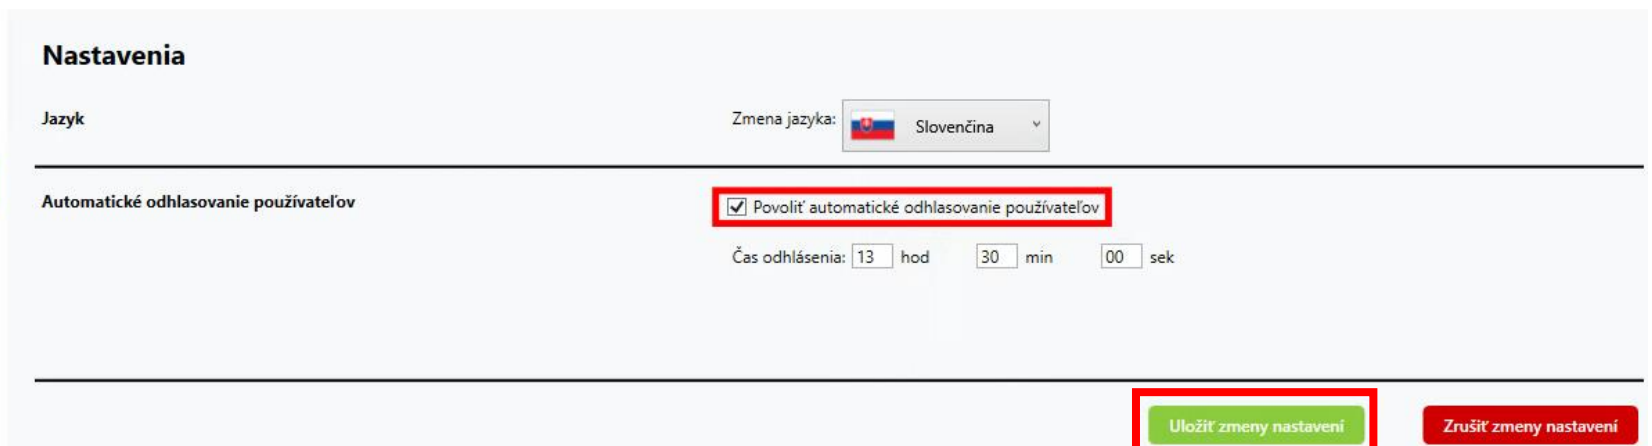 Nastavenia
Jazyk
Zmena jazyka: Slovenčina
Automatické odhlasovanie používateľov
Povoliť automatické odhlasovanie používateľov
Čas odhlásenia: 13 hod 30 min 00 sek
Uložiť zmeny nastavení
Zrušiť zmeny nastavení